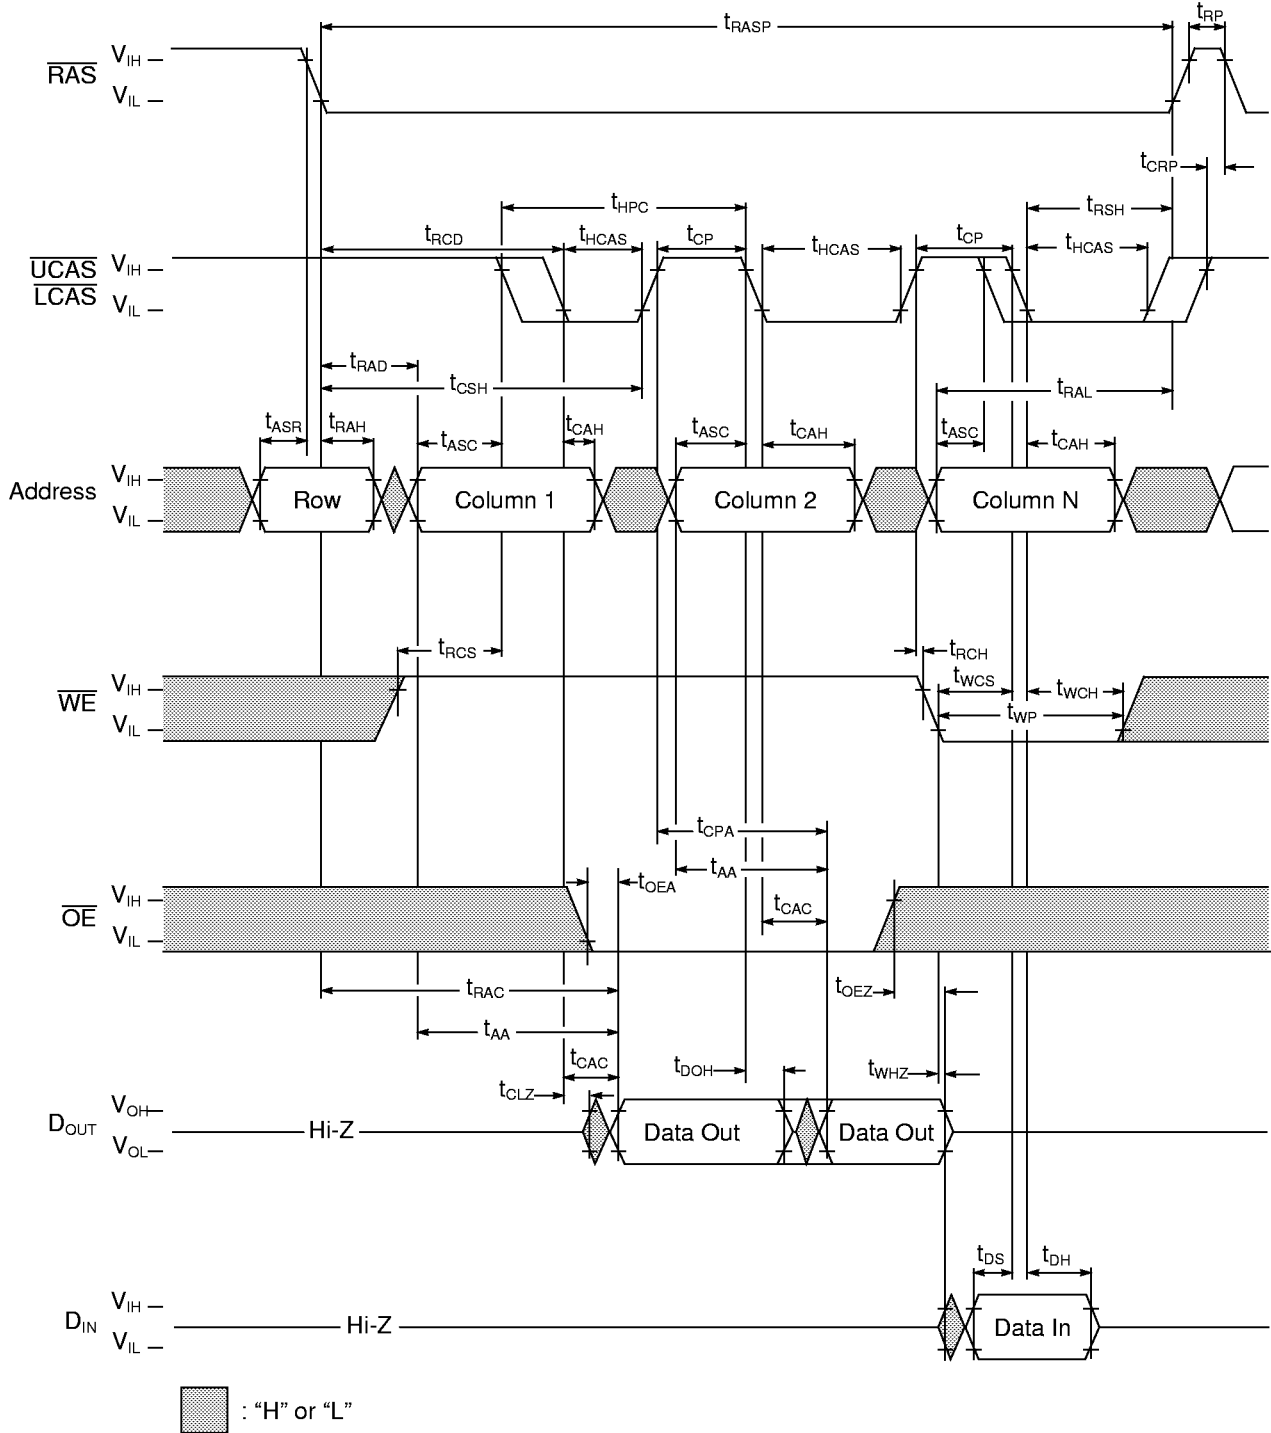 tRASP tRP
RAS VIH
VIL
tCRP
tHPC tRSH
tRCD tHCAS tCP tHCAS tCP tHCAS
UCAS VIH
LCAS VIL
tRAD
tCSH tRAL
tASR tRAH tASC tCAH tASC tCAH tASC tCAH
Address VIH
VIL
Row Column 1 Column 2 Column N
tRCS tRCH
tWCS tWCH
WE VIH
VIL
tWP
tCPA
tAA
tOEA
tCAC
OE VIH
VIL
tRAC tOEZ
tAA
tCAC tDOH tWHZ
tCLZ
DOUT VOH
VOL
Hi-Z Data Out Data Out
tDS tDH
DIN VIH
VIL
Hi-Z Data In
: “H” or “L”